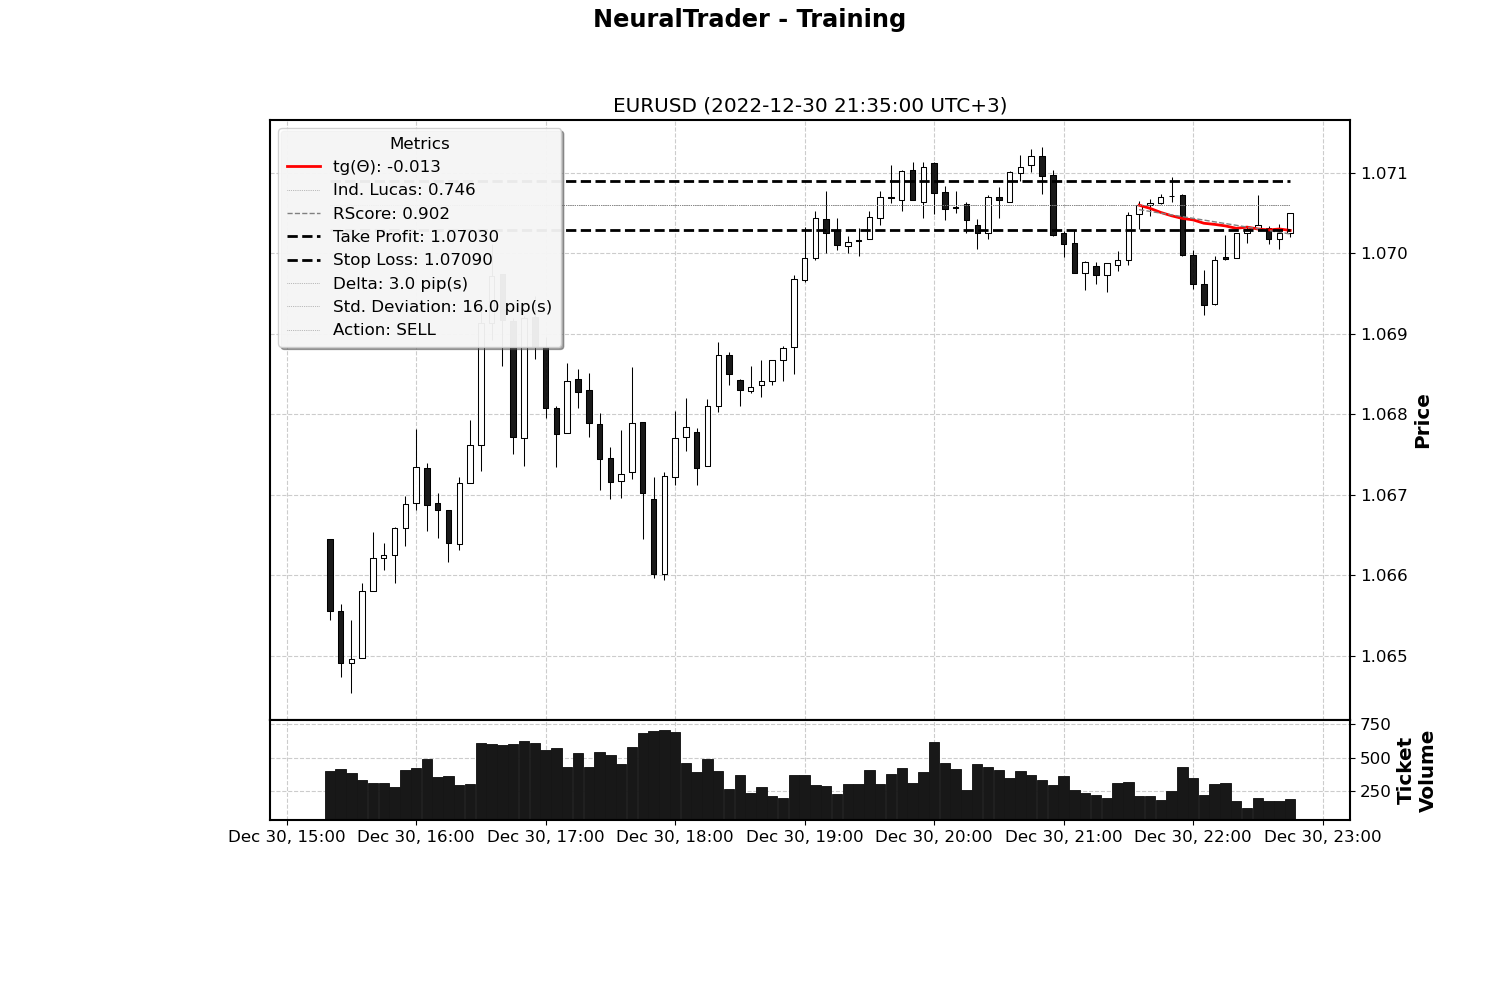 NeuralTrader - Training
EURUSD (2022-12-30 21:35:00 UTC+3)
Metrics
tg(Θ): -0.013
Ind. Lucas: 0.746
RScore: 0.902
Take Profit: 1.07030
Stop Loss: 1.07090
Delta: 3.0 pip(s)
Std. Deviation: 16.0 pip(s)
Action: SELL
1.071
1.070
1.069
1.068
1.067
1.066
1.065
Price
750
500
250
Ticket
Volume
Dec 30, 15:00
Dec 30, 16:00
Dec 30, 17:00
Dec 30, 18:00
Dec 30, 19:00
Dec 30, 20:00
Dec 30, 21:00
Dec 30, 22:00
Dec 30, 23:00